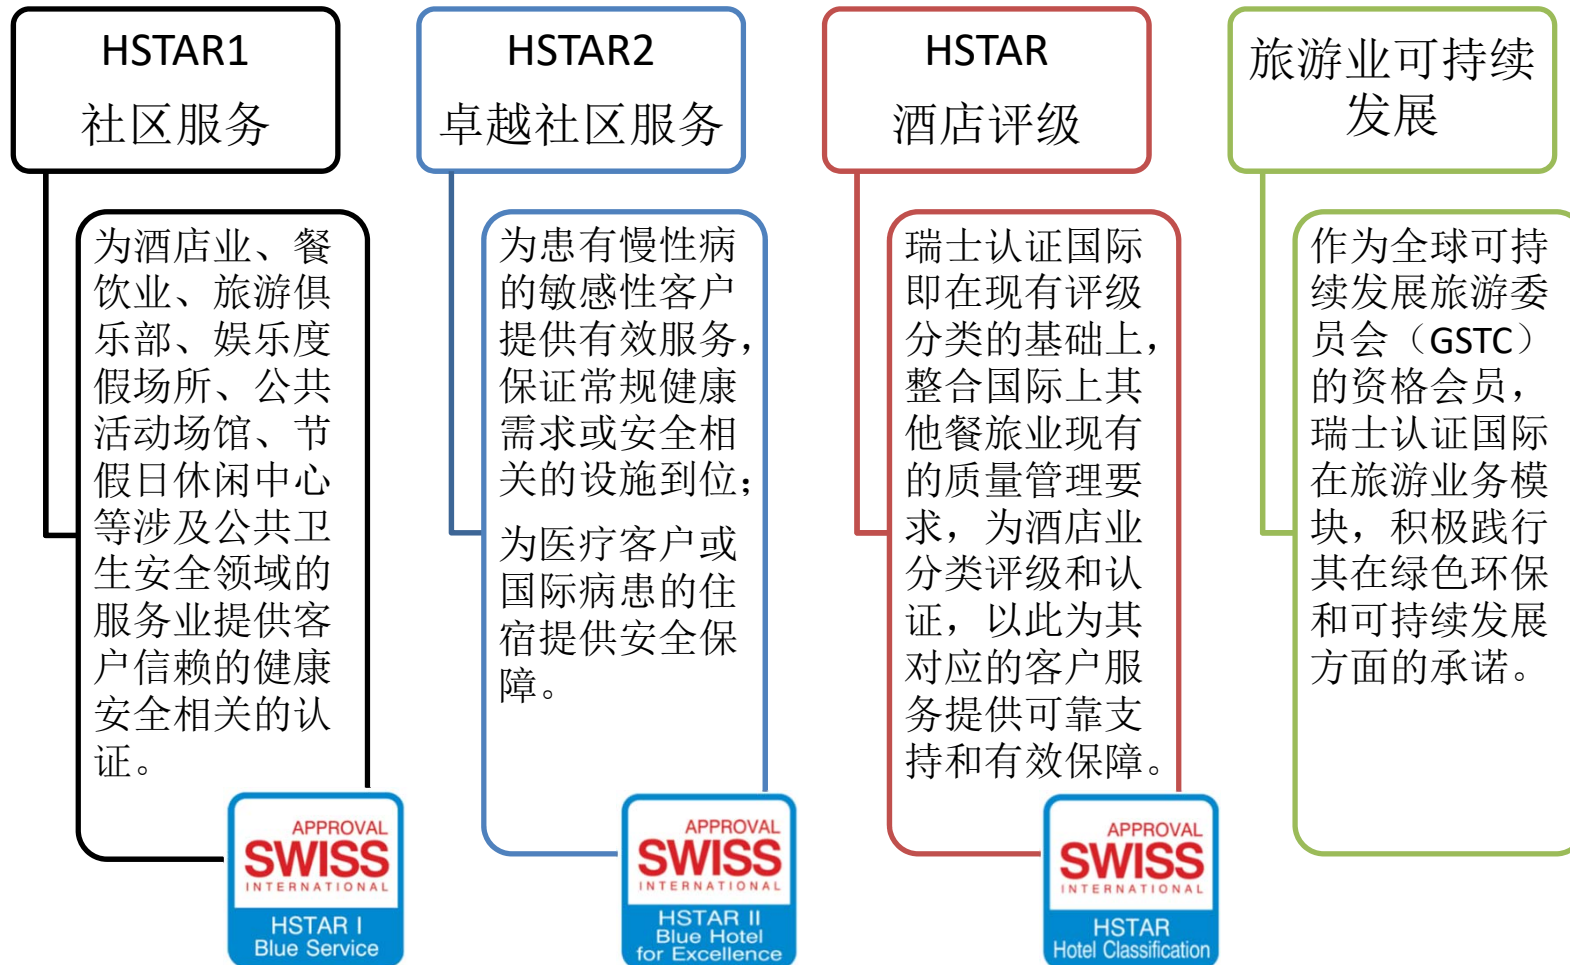 HSTAR1
社区服务
为酒店业、餐
饮业、旅游俱
乐部、娱乐度
假场所、公共
活动场馆、节
假日休闲中心
等涉及公共卫
生安全领域的
服务业提供客
户信赖的健康
安全相关的认
证。
APPROVAL
SWISS
INTERNATIONAL
HSTAR I
Blue Service
HSTAR2
卓越社区服务
为患有慢性病
的敏感性客户
提供有效服务，
保证常规健康
需求或安全相
关的设施到位；
为医疗客户或
国际病患的住
宿提供安全保
障。
APPROVAL
SWISS
INTERNATIONAL
HSTAR II
Blue Hotel
for Excellence
HSTAR
酒店评级
瑞士认证国际
即在现有评级
分类的基础上，
整合国际上其
他餐旅业现有
的质量管理要
求，为酒店业
分类评级和认
证，以此为其
对应的客户服
务提供可靠支
持和有效保障。
APPROVAL
SWISS
INTERNATIONAL
HSTAR
Hotel Classification
旅游业可持续
发展
作为全球可持
续发展旅游委
员会（GSTC）
的资格会员，
瑞士认证国际
在旅游业务模
块，积极践行
其在绿色环保
和可持续发展
方面的承诺。